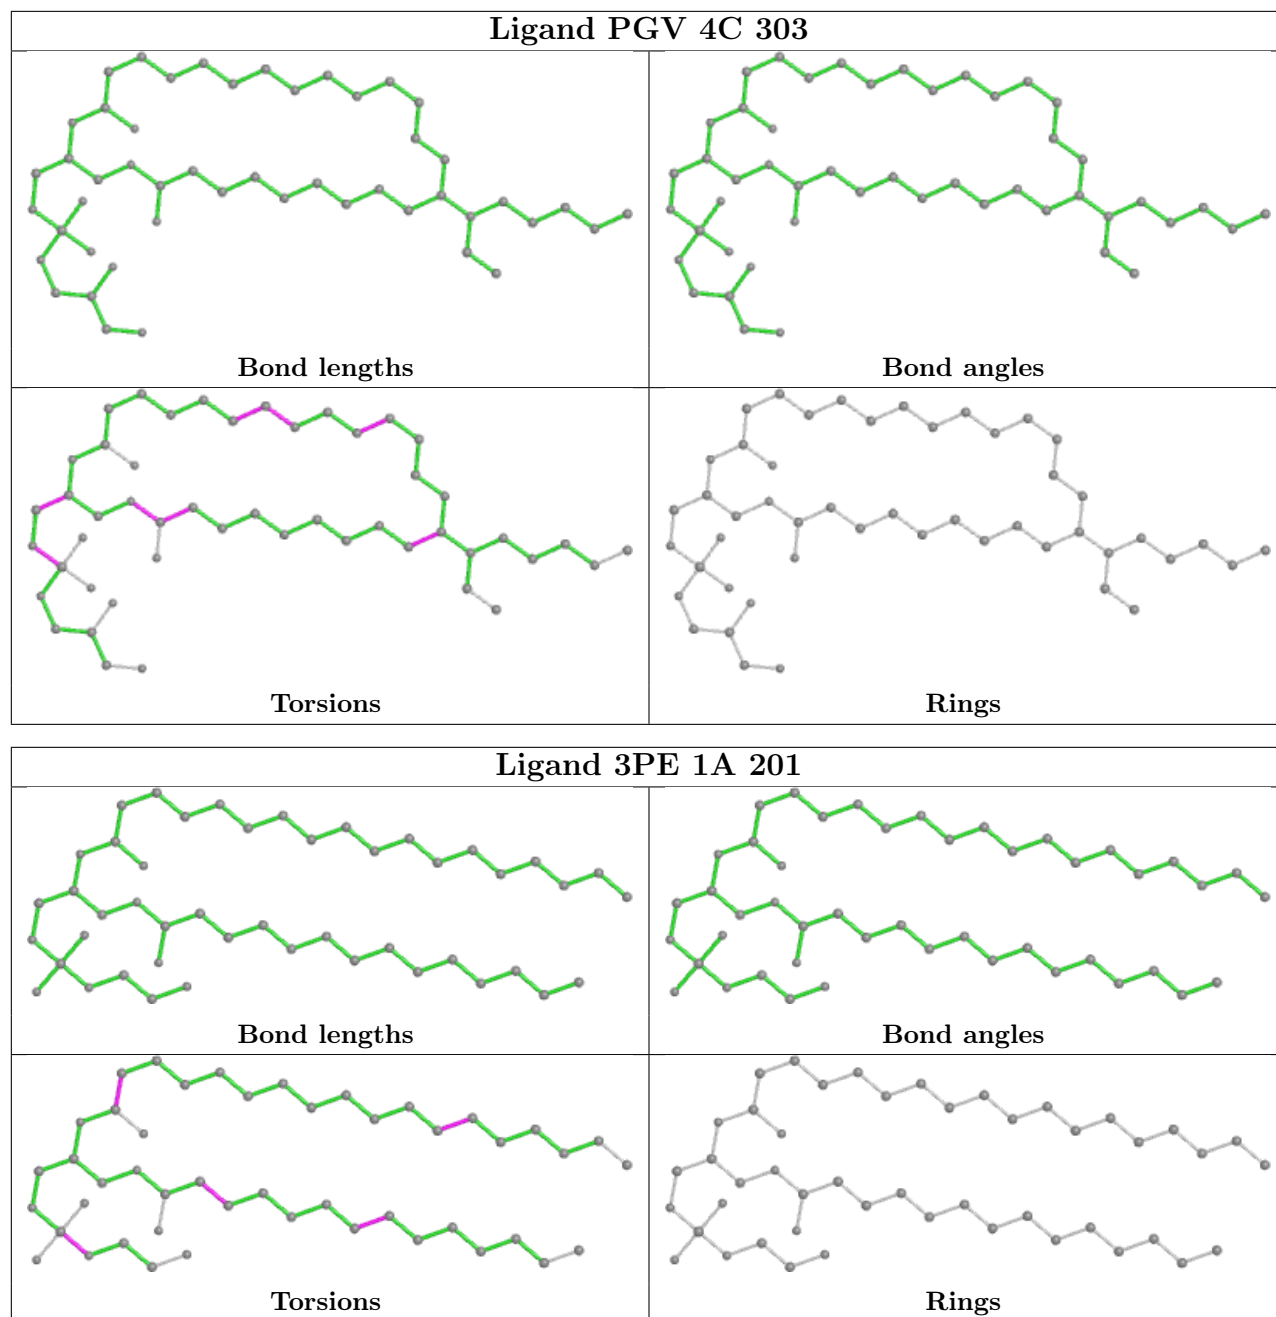 Ligand PGV 4C 303
Bond lengths
Bond angles
Torsions
Rings
Ligand 3PE 1A 201
Bond lengths
Bond angles
Torsions
Rings